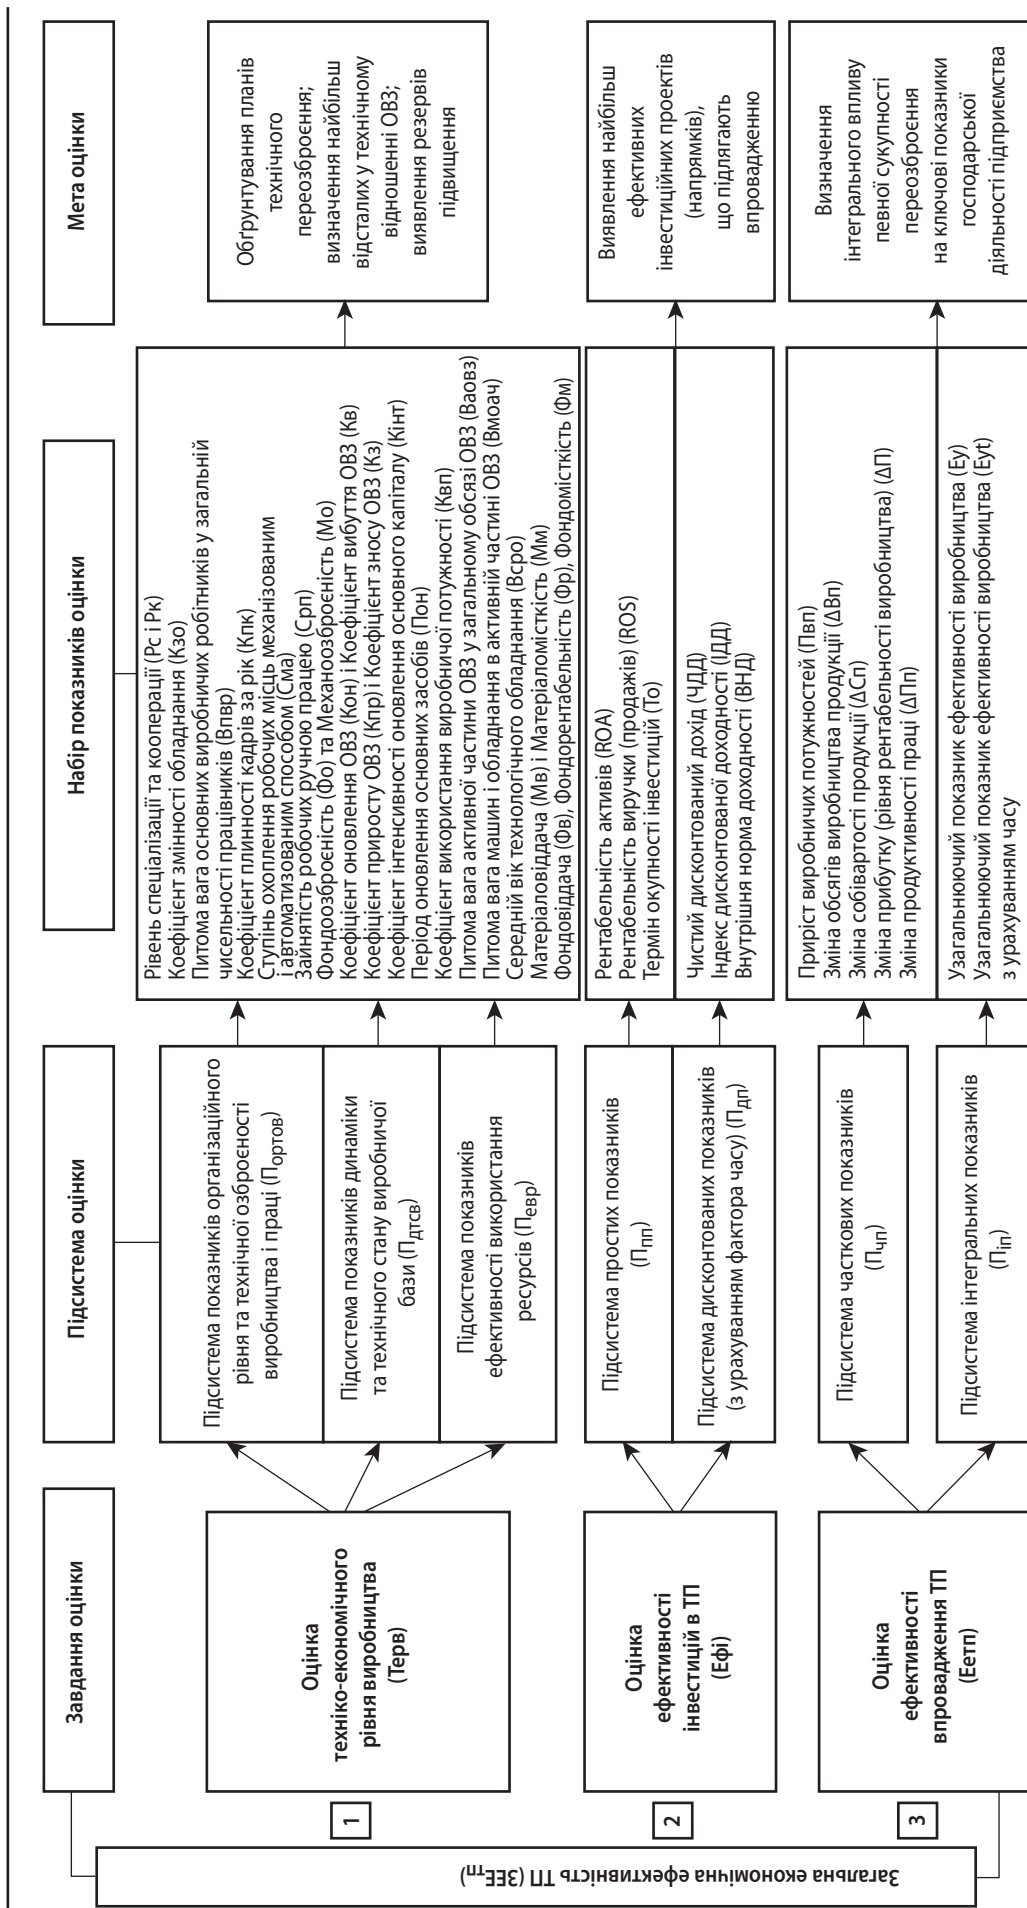 Загальна економічна ефективність ТП (ЗЕЕтп)
Завдання оцінки
Підсистема оцінки
Набір показників оцінки
Мета оцінки
1
Оцінка
техніко-економічного
рівня виробництва
(Терв)
Підсистема показників організаційного
рівня та технічної озброєності
виробництва і праці (Портов)
Підсистема показників динаміки
та технічного стану виробничої
бази (Пдтсв)
Підсистема показників
ефективності використання
ресурсів (Певр)
Рівень спеціалізації та кооперації (Рс і Рк)
Коефіцієнт змінності обладнання (Кзо)
Питома вага основних виробничих робітників у загальній
чисельності працівників (Впвр)
Коефіцієнт плинності кадрів за рік (Кпк)
Ступінь охоплення робочих місць механізованим
і автоматизованим способом (Сма)
Зайнятість робочих ручною працею (Срп)
Фондоозброєність (Фо) та Механоозброєність (Мо)
Коефіцієнт оновлення ОВЗ (Кон) і Коефіцієнт вибуття ОВЗ (Кв)
Коефіцієнт приросту ОВЗ (Кпр) і Коефіцієнт зносу ОВЗ (Кз)
Коефіцієнт інтенсивності оновлення основного капіталу (Кінт)
Період оновлення основних засобів (Пон)
Коефіцієнт використання виробничої потужності (Квп)
Питома вага активної частини ОВЗ у загальному обсязі ОВЗ (Ваовз)
Питома вага машин і обладнання в активній частині ОВЗ (Вмоач)
Середній вік технологічного обладнання (Всро)
Матеріаловіддача (Мв) і Матеріаломісткість (Мм)
Фондовіддача (Фв), Фондорентабельність (Фр), Фондомісткість (Фм)
Обґрунтування планів
технічного
переозброєння;
визначення найбільш
відсталих у технічному
відношенні ОВЗ;
виявлення резервів
підвищення
2
Оцінка
ефективності
інвестицій в ТП
(Ефі)
Підсистема простих показників
(Ппп)
Підсистема дисконтованих показників
(з урахуванням фактора часу) (Пдп)
Рентабельність активів (ROA)
Рентабельність виручки (продажів) (ROS)
Термін окупності інвестицій (То)
Чистий дисконтований дохід (ЧДД)
Індекс дисконтованої доходності (ІДД)
Внутрішня норма доходності (ВНД)
Виявлення найбільш
ефективних
інвестиційних проектів
(напрямків),
що підлягають
впровадженню
3
Оцінка
ефективності
впровадження ТП
(Еетп)
Підсистема часткових показників
(Пчп)
Підсистема інтегральних показників
(Піп)
Приріст виробничих потужностей (Пвп)
Зміна обсягів виробництва продукції (ΔВп)
Зміна собівартості продукції (ΔСп)
Зміна прибутку (рівня рентабельності виробництва) (ΔП)
Зміна продуктивності праці (ΔПп)
Узагальнюючий показник ефективності виробництва (Еу)
Узагальнюючий показник ефективності виробництва (Еуt)
з урахуванням часу
Визначення
інтегрального впливу
певної сукупності
переозброєння
на ключові показники
господарської
діяльності підприємства